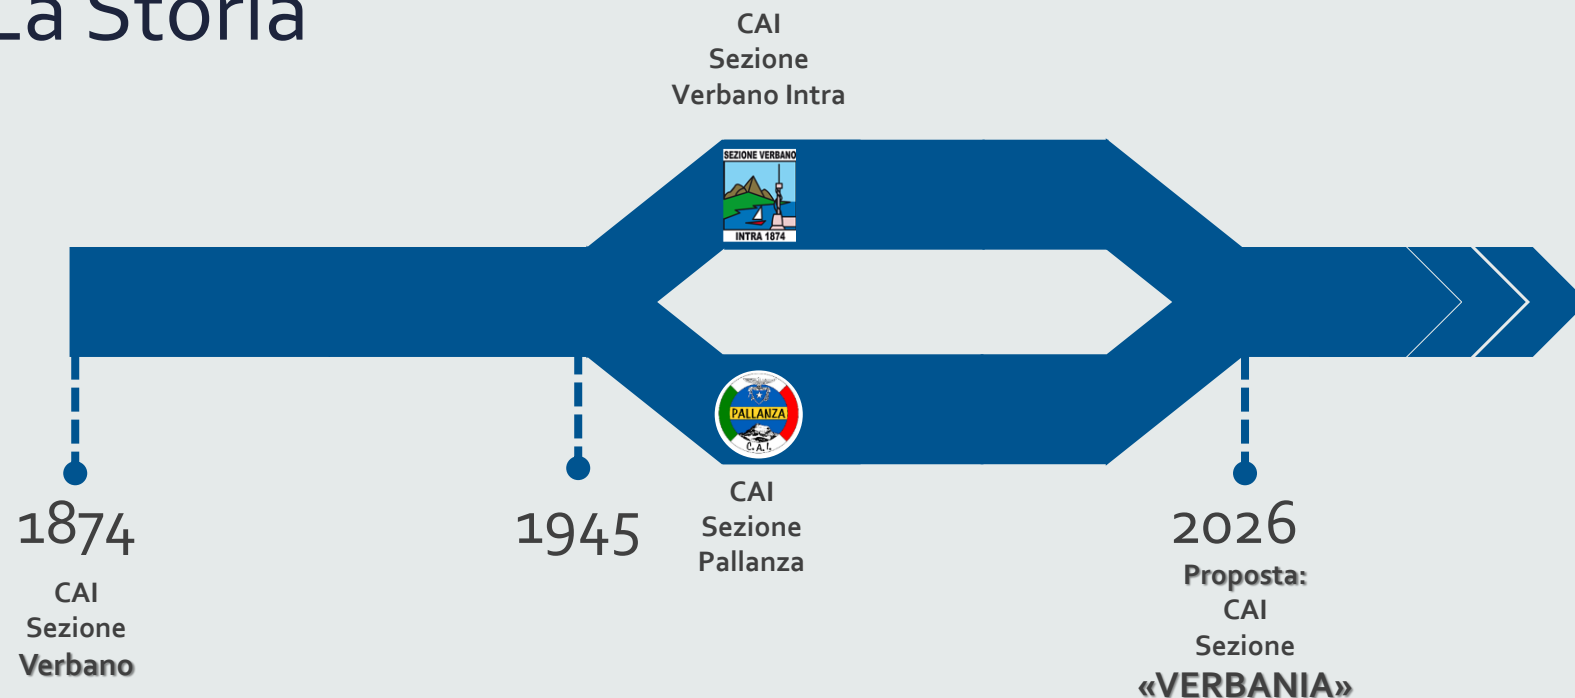 La Storia
CAI
Sezione
Verbano Intra
SEZIONE VERBANO
INTRA 1874
PALLANZA
C.A.I.
CAI
Sezione
Pallanza
1874
CAI
Sezione
Verbano
1945
2026
Proposta:
CAI
Sezione
«VERBANIA»